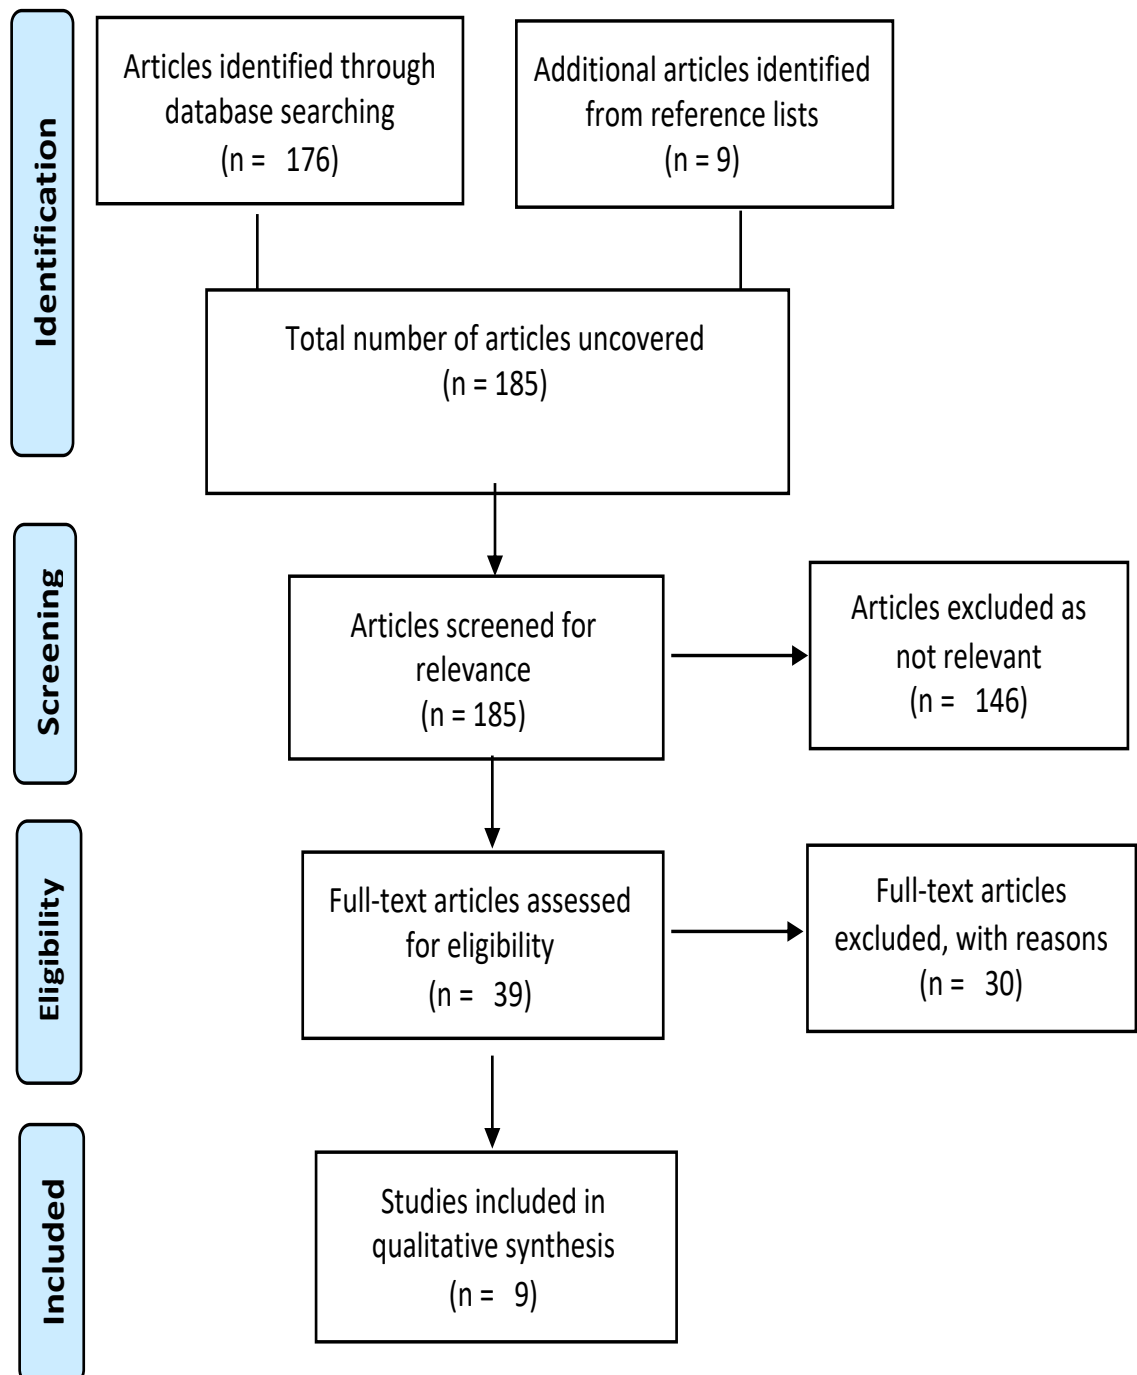 Identification
Articles identified through
database searching
(n = 176)
Additional articles identified
from reference lists
(n = 9)
Total number of articles uncovered
(n = 185)
Screening
Articles screened for
relevance
(n = 185)
Articles excluded as
not relevant
(n = 146)
Eligibility
Full-text articles assessed
for eligibility
(n = 39)
Full-text articles
excluded, with reasons
(n = 30)
Included
Studies included in
qualitative synthesis
(n = 9)